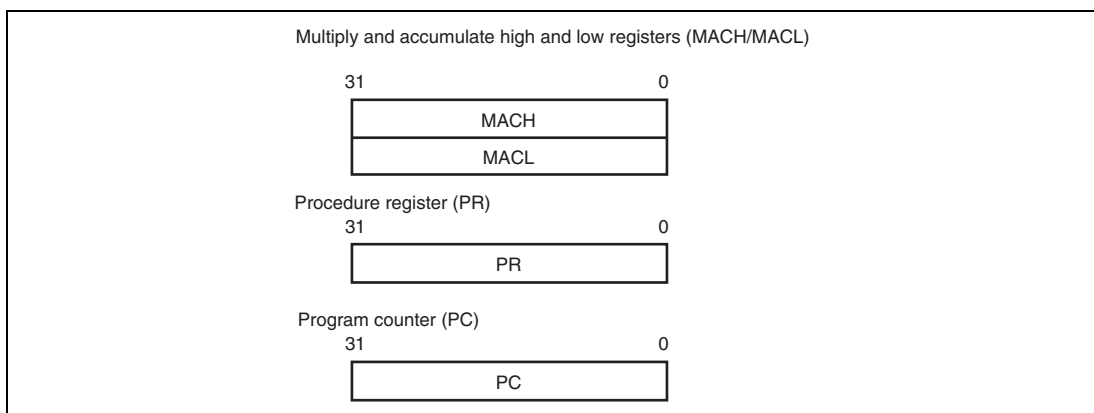 Multiply and accumulate high and low registers (MACH/MACL)
31 0
MACH
MACL
Procedure register (PR)
31 0
PR
Program counter (PC)
31 0
PC